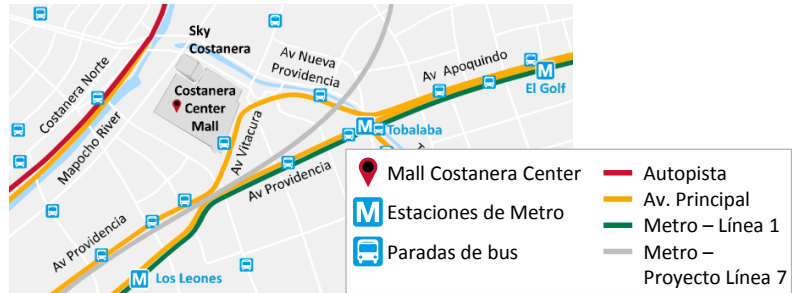 Sky
Costanera
Av Nueva
Providencia
Av Apoquindo
M
El Golf
Costanera Norte
Costanera
Center
Mall
M
Tobalaba
Mapocho River
Av Vitacura
Av Providencia
Av Providencia
M
Los Leones
Mall Costanera Center
M Estaciones de Metro
Paradas de bus
Autopista
Av. Principal
Metro – Línea 1
Metro –
Proyecto Línea 7